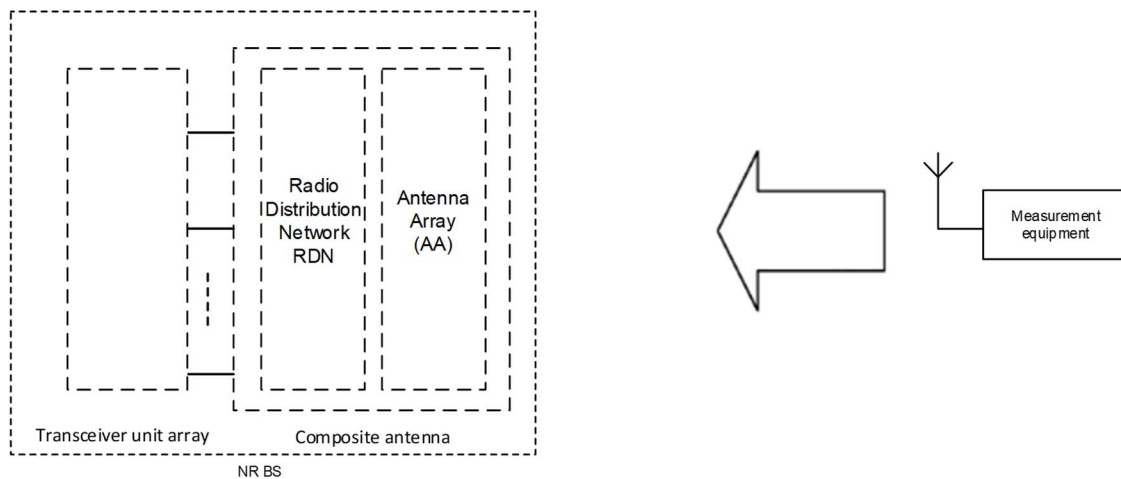 Radio
Distribution
Network
RDN
Antenna
Array
(AA)
Measurement
equipment
Transceiver unit array
Composite antenna
NR BS